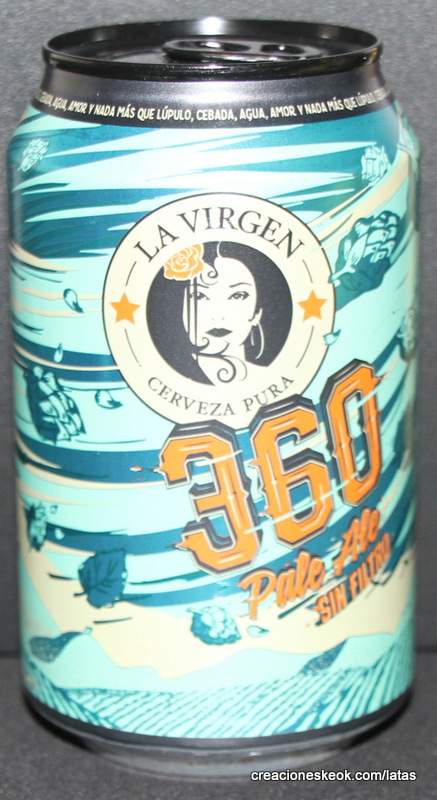 CEBADA, AGUA, AMOR Y NADA MÁS QUE LÚPULO, CEBADA, AGUA, AMOR Y NADA MÁS QUE LÚPULO,
LA VIRGEN
CERVEZA PURA
360
Pale Ale
SIN FILTRO
creacioneskeok.com/latas